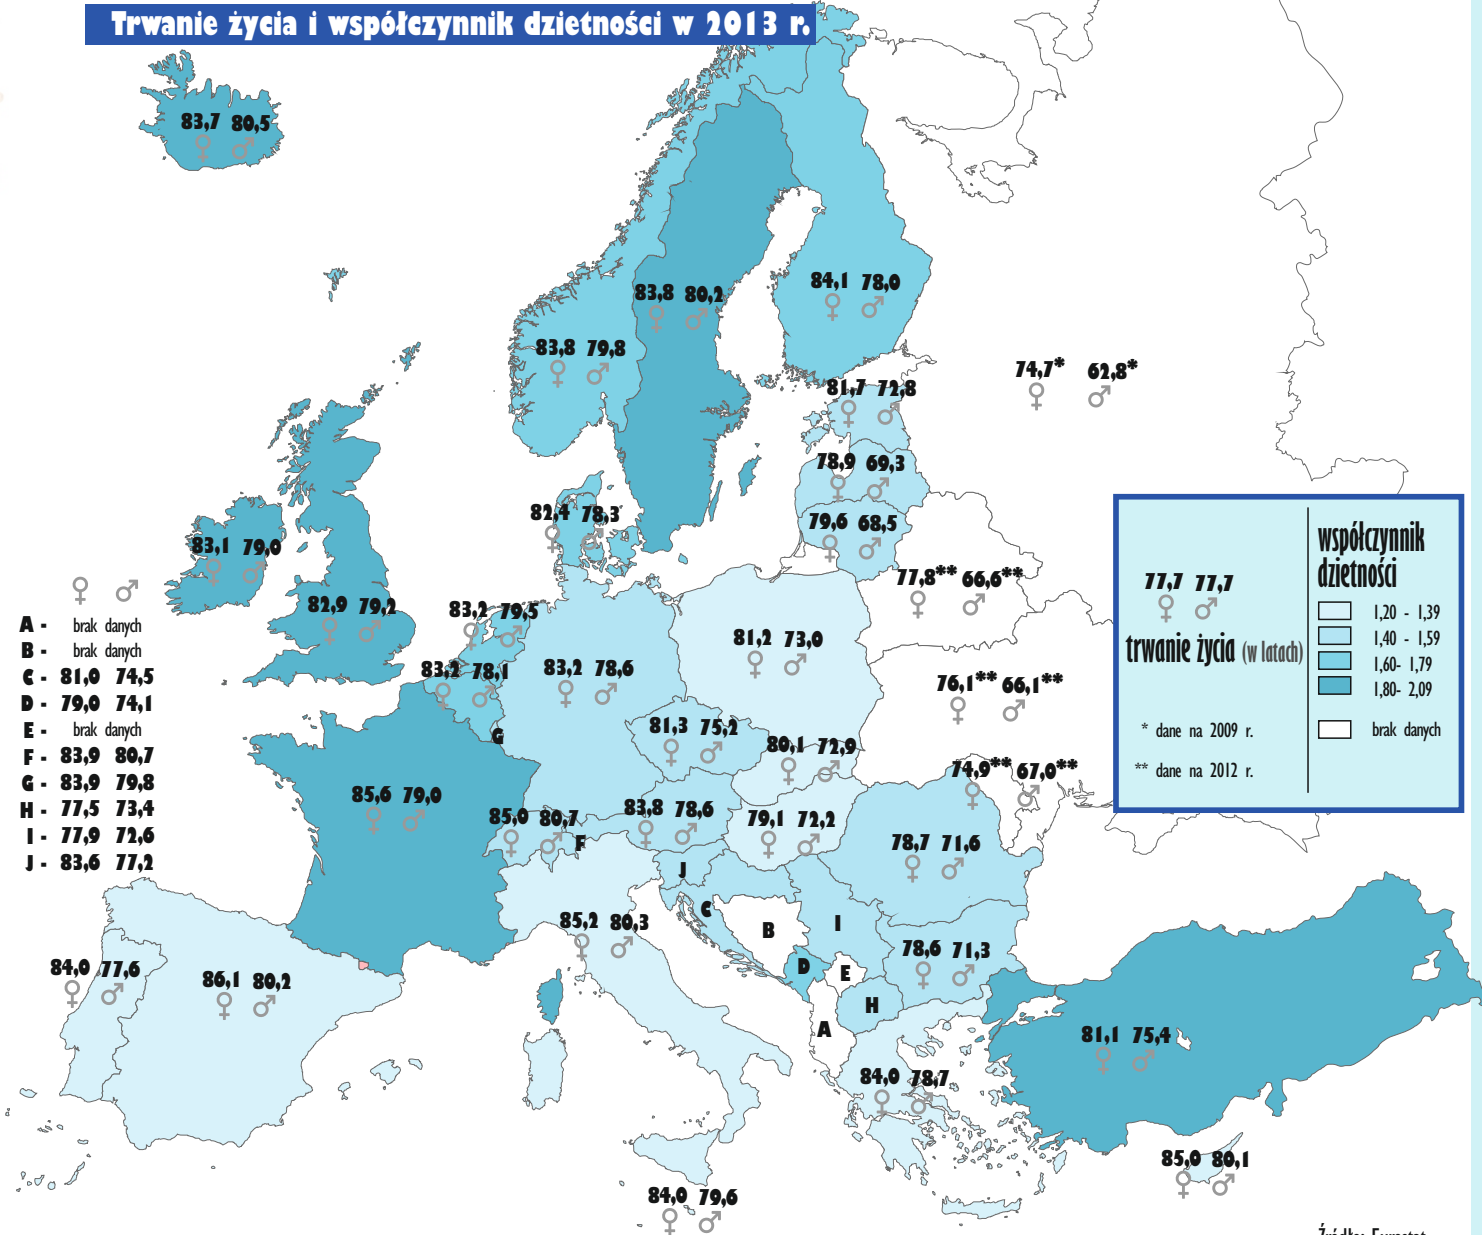 Trwanie życia i współczynnik dzietności w 2013 r.
83,7 80,5
83,8 80,2
84,1 78,0
83,8 79,8
74,7* 62,8*
81,7 72,8
78,9 69,3
82,4 78,3
79,6 68,5
83,1 79,0
77,8** 66,6**
82,9 79,2
83,2 79,5
81,2 73,0
83,2 78,1
83,2 78,6
76,1** 66,1**
G
81,3 75,2
80,1 72,9
74,9** 67,0**
85,6 79,0
85,0 80,7
F
83,8 78,6
79,1 72,2
78,7 71,6
J
C
B
I
85,2 80,3
78,6 71,3
D
E
H
A
84,0 77,6
86,1 80,2
81,1 75,4
84,0 78,7
85,0 80,1
84,0 79,6
♀ ♂
A - brak danych
B - brak danych
C - 81,0 74,5
D - 79,0 74,1
E - brak danych
F - 83,9 80,7
G - 83,9 79,8
H - 77,5 73,4
I - 77,9 72,6
J - 83,6 77,2
77,7 77,7
♀ ♂
trwanie życia (w latach)
* dane na 2009 r.
** dane na 2012 r.
współczynnik
dzietności
1,20 - 1,39
1,40 - 1,59
1,60- 1,79
1,80- 2,09
brak danych
Źródło: Eurostat